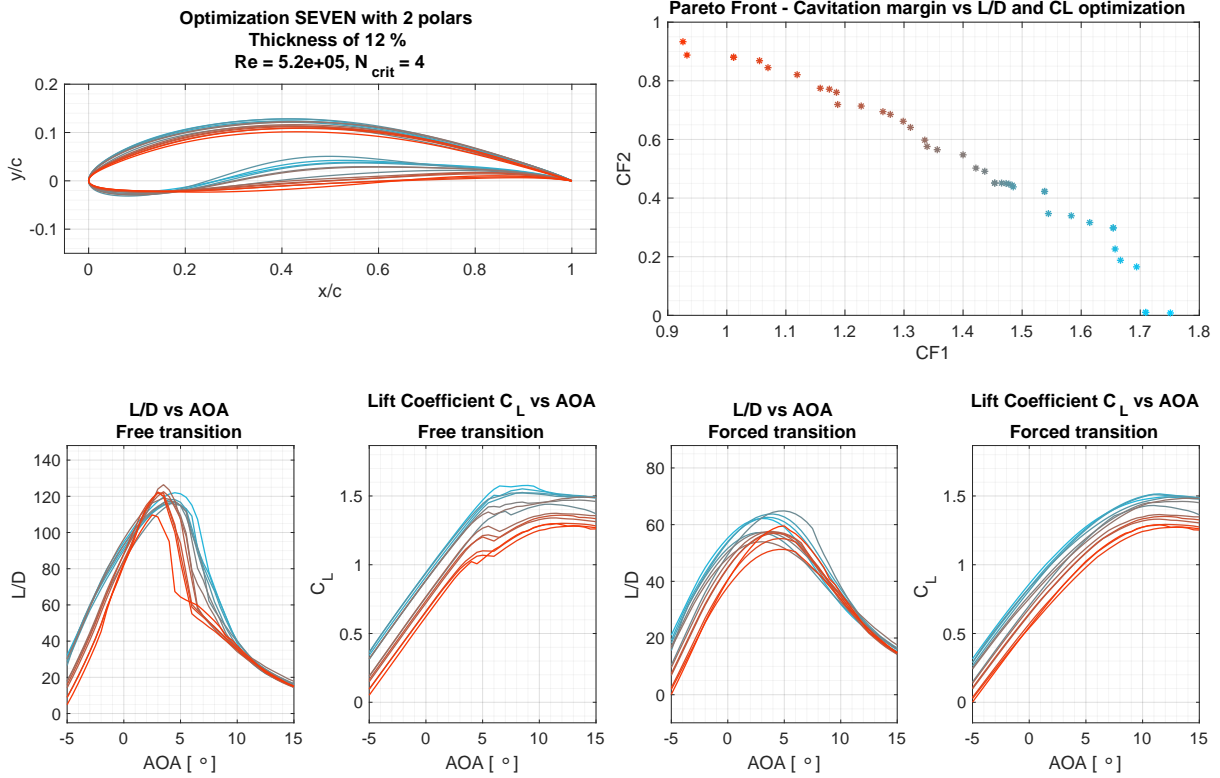 Optimization SEVEN with 2 polars
Thickness of 12 %
Re = 5.2e+05, N crit = 4
0.2
0.1
0
-0.1
y/c
0
0.2
0.4
0.6
0.8
1
x/c
Pareto Front - Cavitation margin vs L/D and CL optimization
1
0.8
0.6
0.4
0.2
0
CF2
0.9
1
1.1
1.2
1.3
1.4
1.5
1.6
1.7
1.8
CF1
L/D vs AOA
Free transition
140
120
100
80
60
40
20
0
L/D
-5
0
5
10
15
AOA [ º]
Lift Coefficient C L vs AOA
Free transition
1.5
1
0.5
0
C L
-5
0
5
10
15
AOA [ º]
L/D vs AOA
Forced transition
80
60
40
20
0
L/D
-5
0
5
10
15
AOA [ º]
Lift Coefficient C L vs AOA
Forced transition
1.5
1
0.5
0
C L
-5
0
5
10
15
AOA [ º]